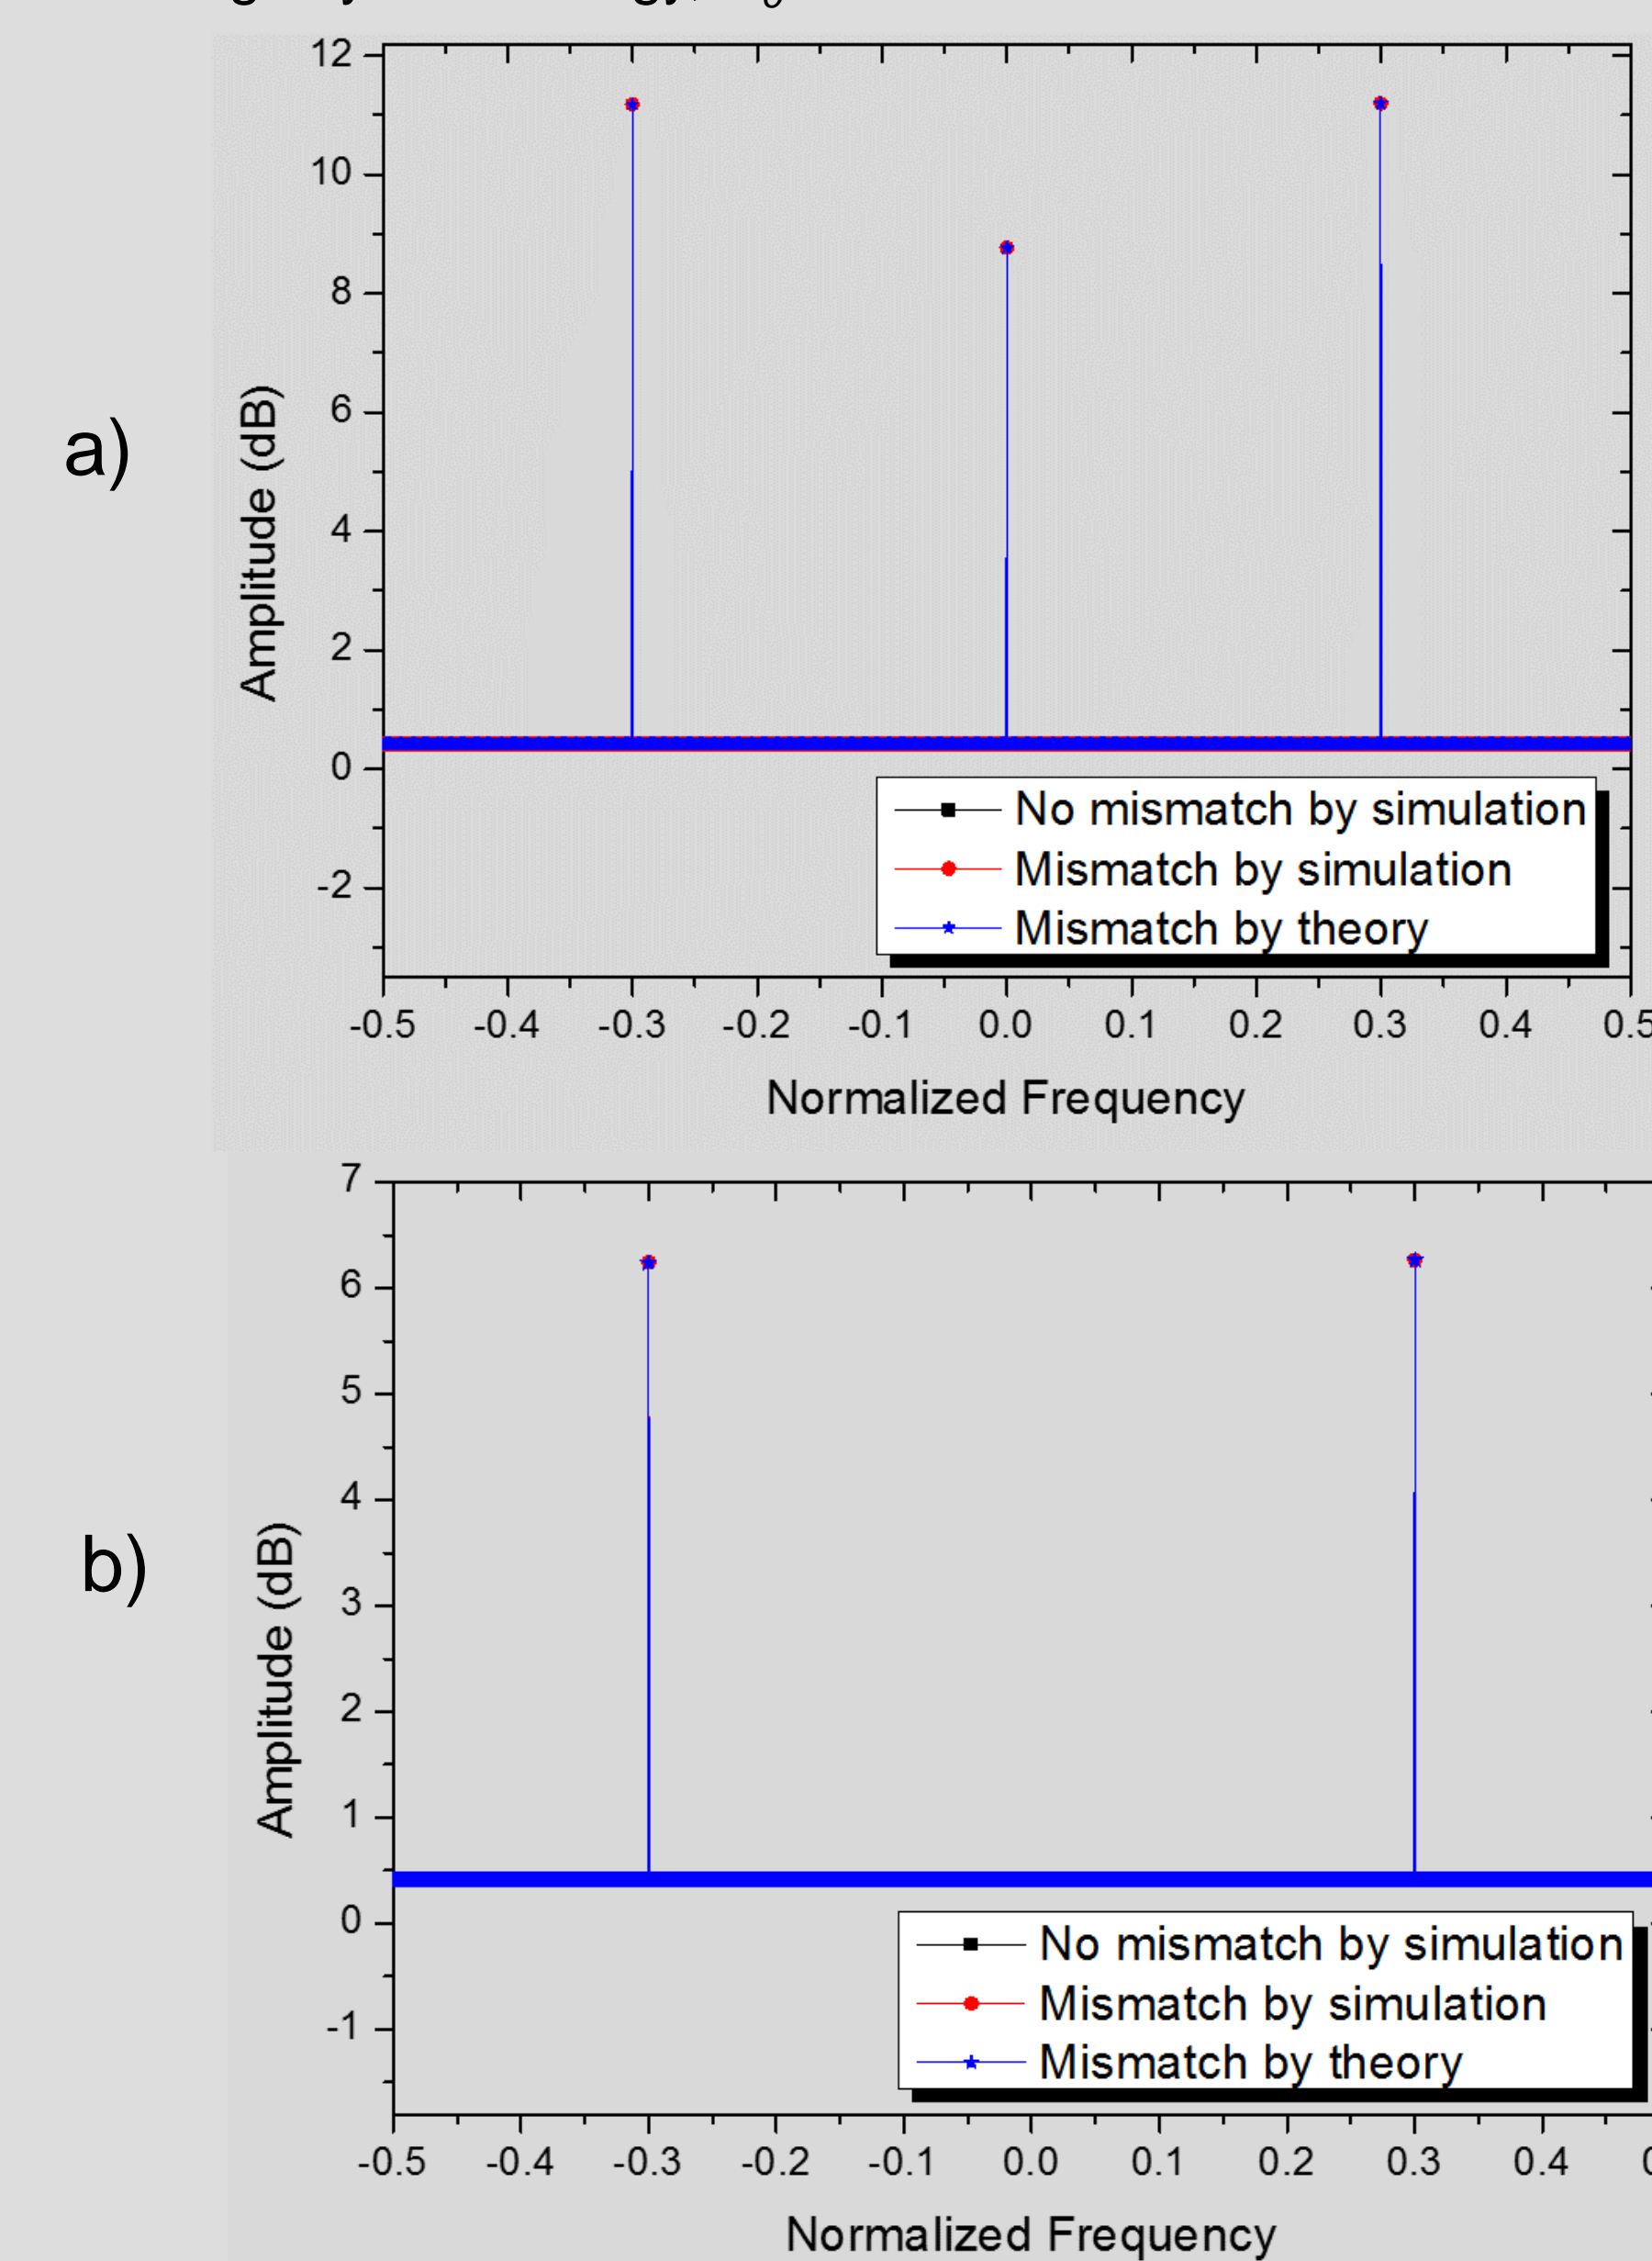 a)
12
10
8
6
4
2
0
-2
Amplitude (dB)
No mismatch by simulation
Mismatch by simulation
Mismatch by theory
-0.5 -0.4 -0.3 -0.2 -0.1 0.0 0.1 0.2 0.3 0.4 0.5
Normalized Frequency
b)
7
6
5
4
3
2
1
0
-1
Amplitude (dB)
No mismatch by simulation
Mismatch by simulation
Mismatch by theory
-0.5 -0.4 -0.3 -0.2 -0.1 0.0 0.1 0.2 0.3 0.4
Normalized Frequency